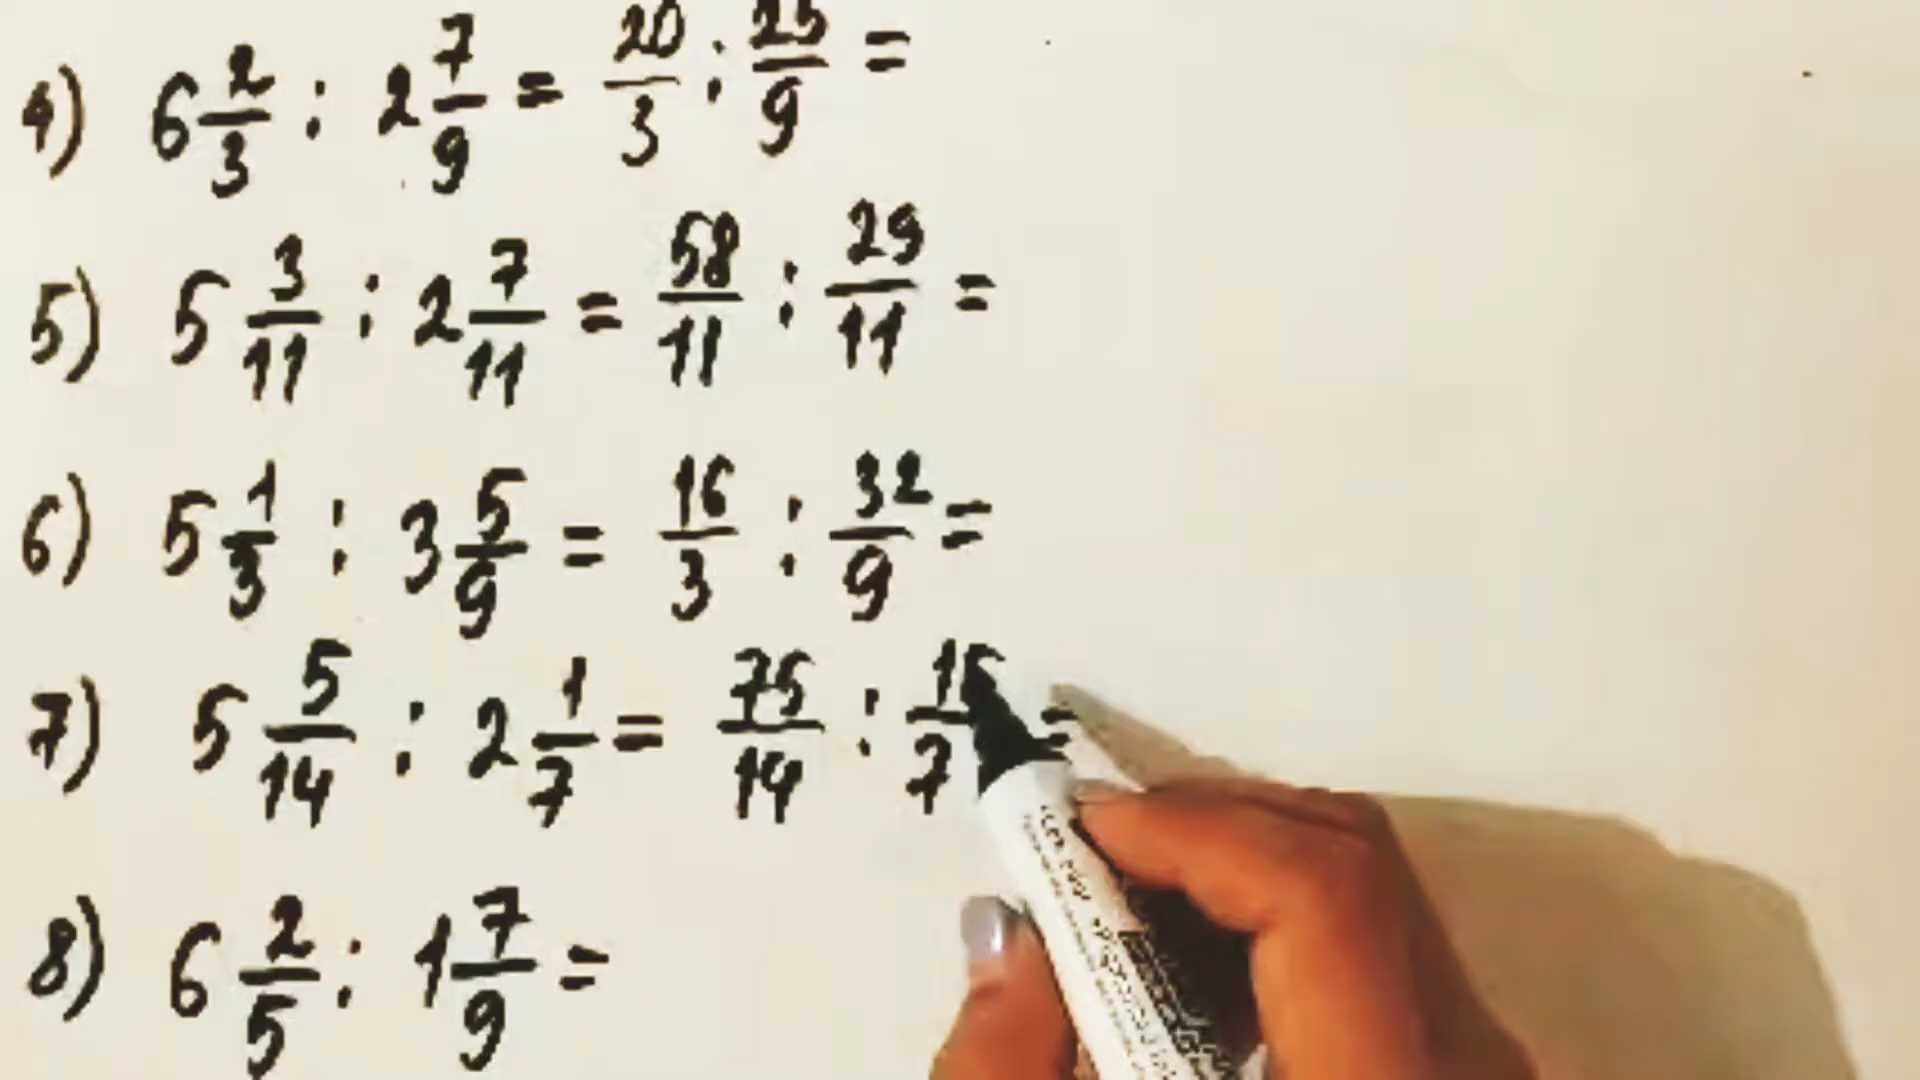 4) 6 2/3 : 2 7/9 = 20/3 : 25/9 =
5) 5 3/11 : 2 7/11 = 58/11 : 29/11 =
6) 5 1/3 : 3 5/9 = 16/3 : 32/9 =
7) 5 5/14 : 2 1/7 = 75/14 : 15/7 =
8) 6 2/5 : 1 7/9 =